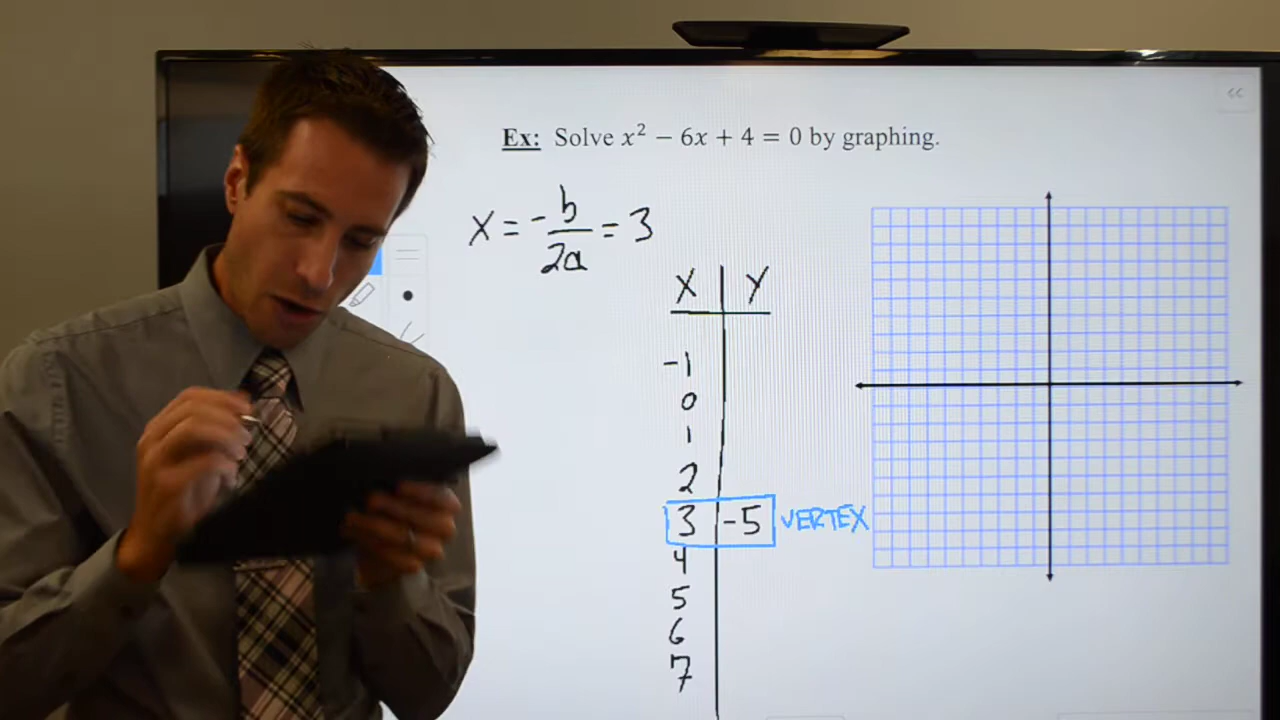 Ex: Solve x² − 6x + 4 = 0 by graphing.
X = -b/2a = 3
X Y
-1
0
1
2
3 -5 VERTEX
4
5
6
7